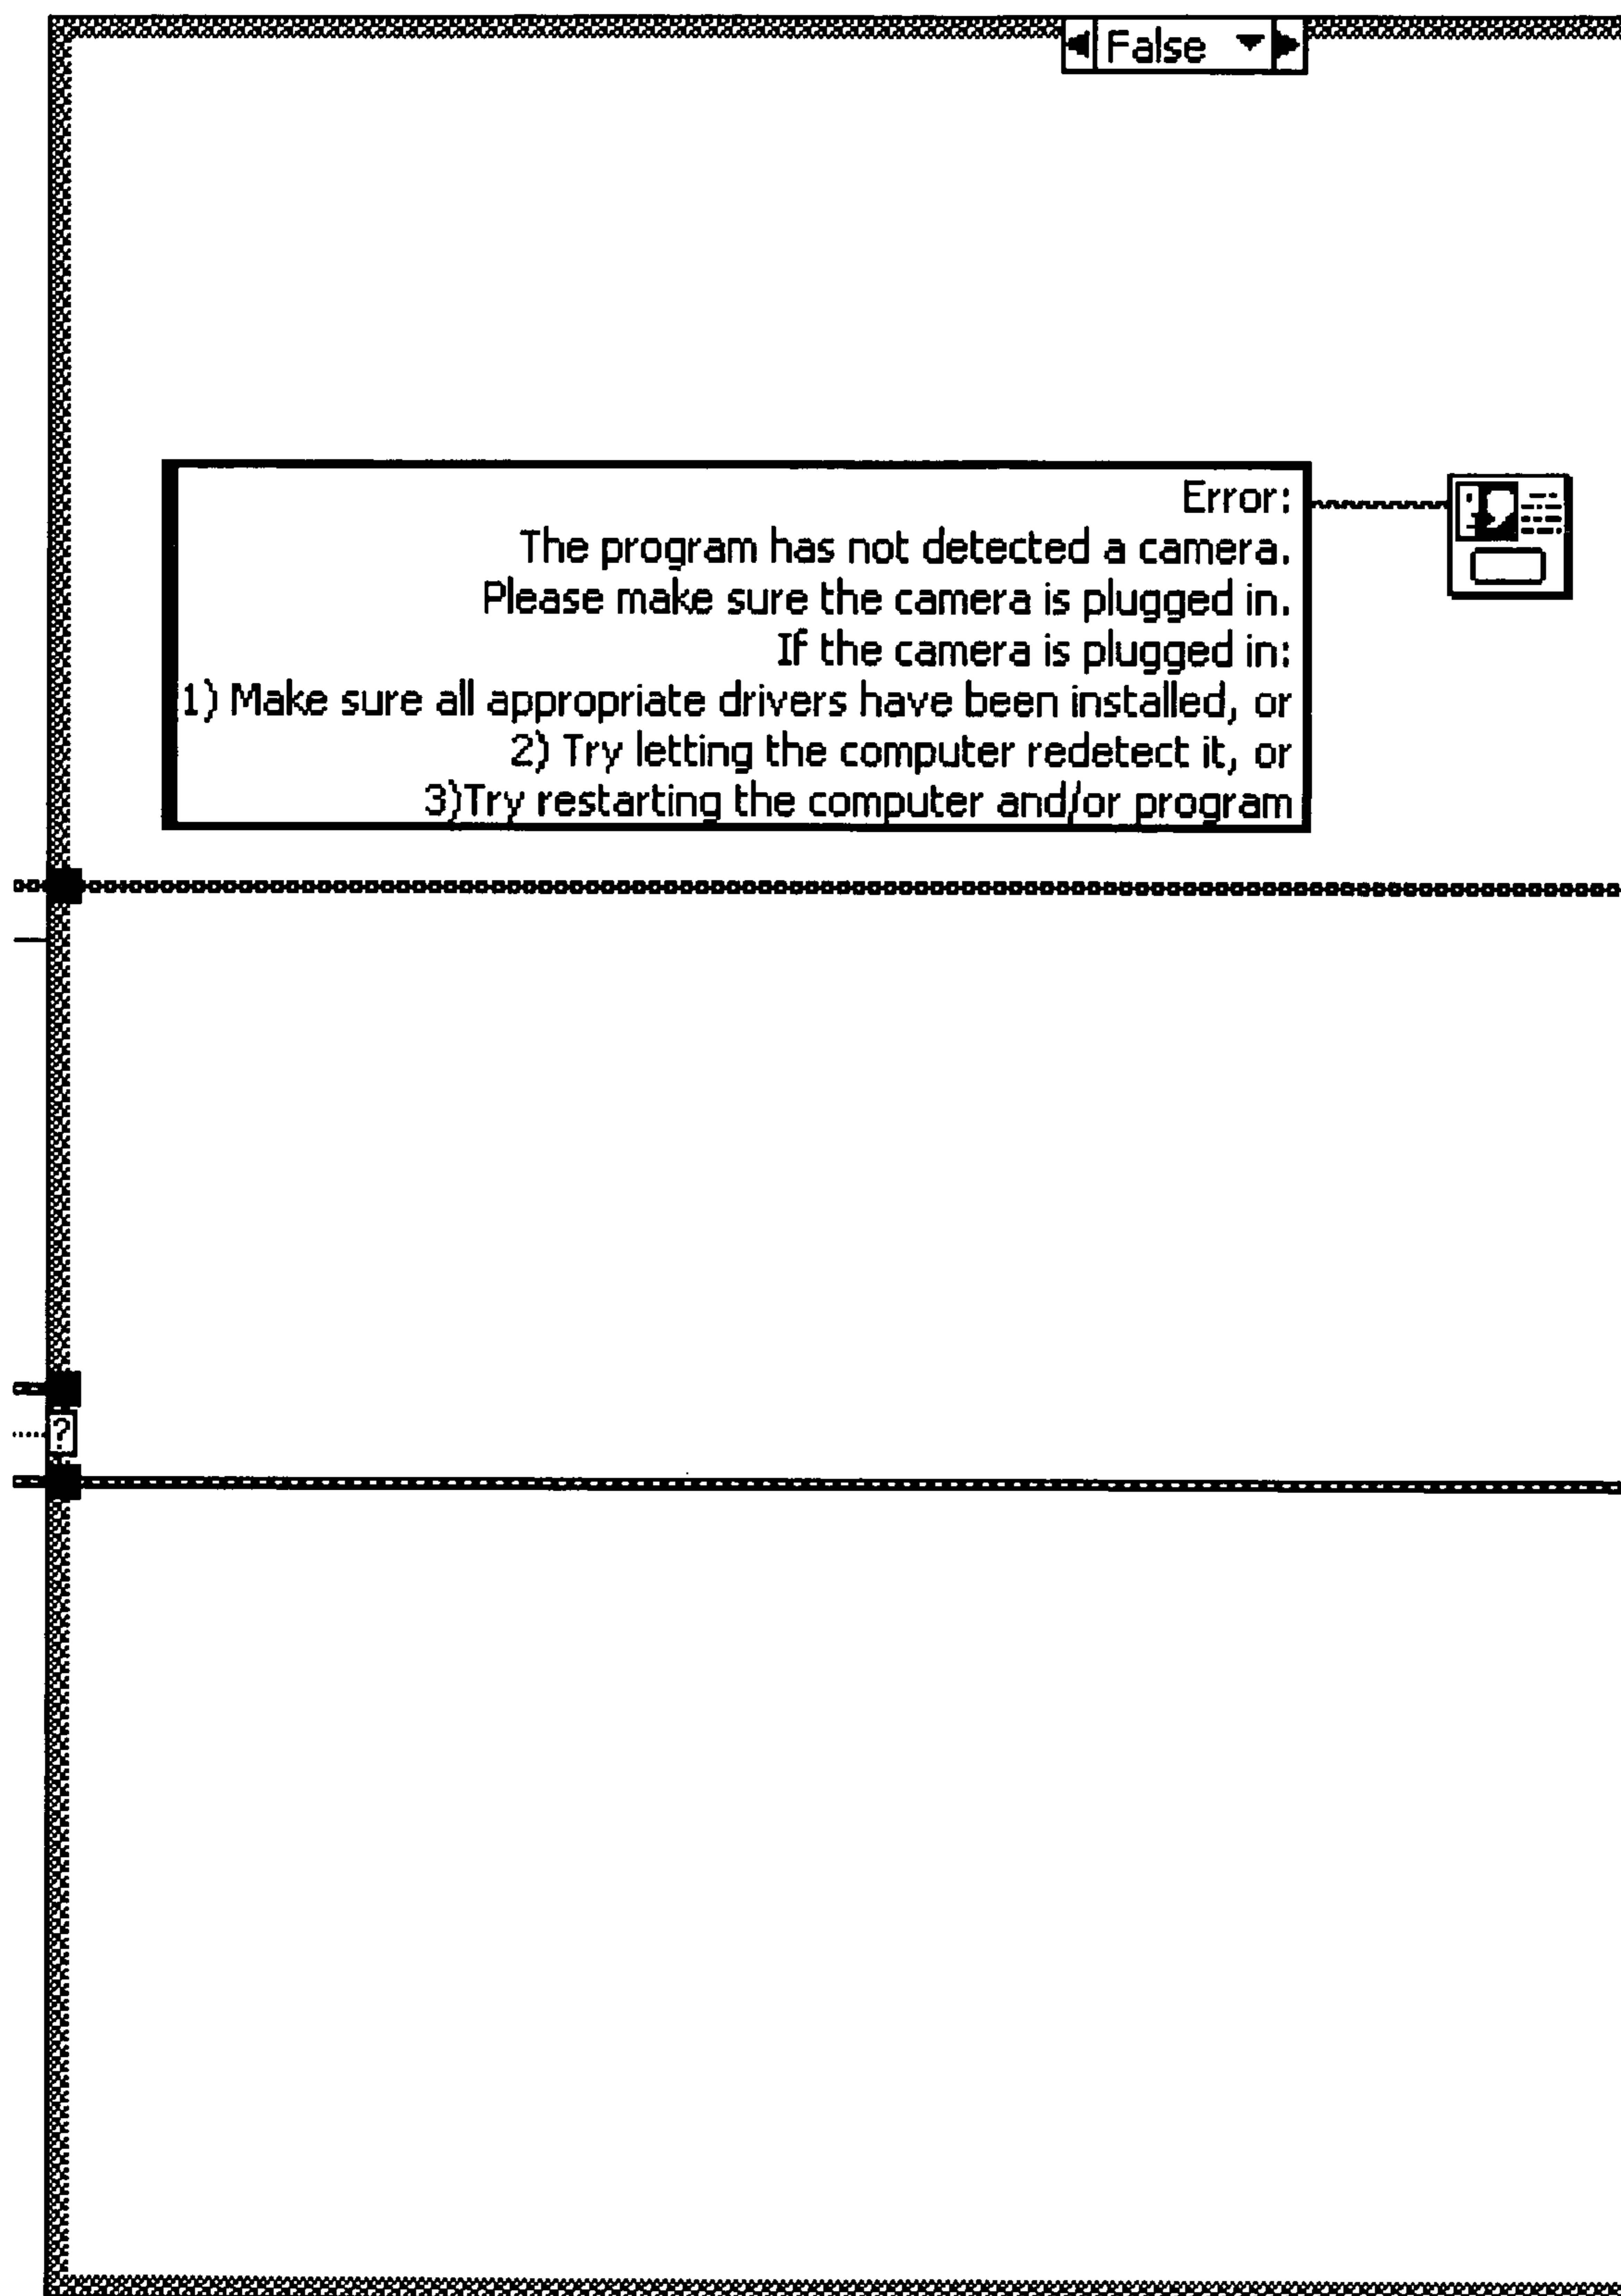 False
Error:
The program has not detected a camera.
Please make sure the camera is plugged in.
If the camera is plugged in:
1) Make sure all appropriate drivers have been installed, or
2) Try letting the computer redetect it, or
3)Try restarting the computer and/or program
?